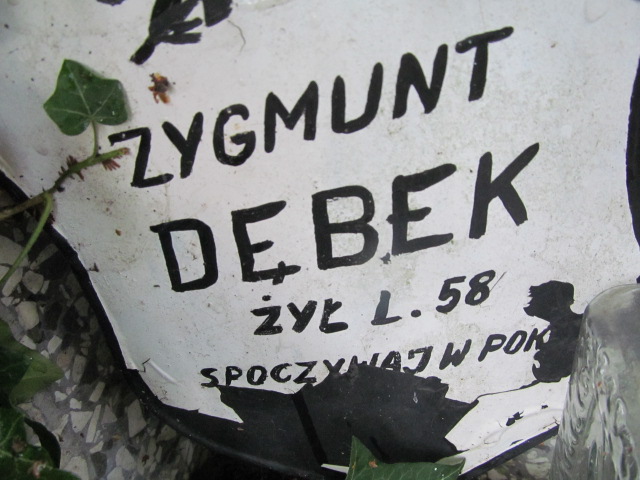 ZYGMUNT
DĘBEK
ŻYŁ L. 58
SPOCZYWAJ W POK